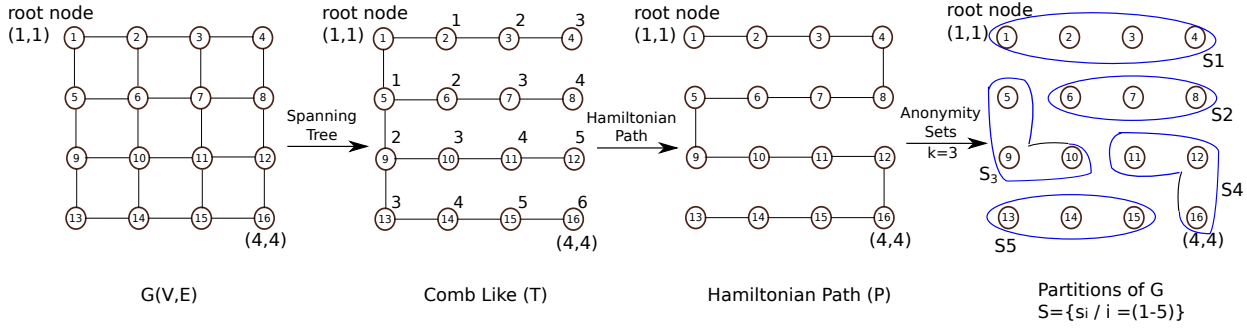 root node
(1,1)
1 2 3 4
5 6 7 8
9 10 11 12
13 14 15 16
(4,4)
G(V,E)
Spanning
Tree
root node
(1,1)
1 2 3
1 2 3 4
1 2 3 4
5 6 7 8
2 3 4 5
9 10 11 12
3 4 5 6
13 14 15 16
(4,4)
Comb Like (T)
Hamiltonian
Path
root node
(1,1)
1 2 3 4
5 6 7 8
9 10 11 12
13 14 15 16
(4,4)
Hamiltonian Path (P)
Anonymity
Sets
k=3
root node
(1,1)
1 2 3 4
S1
5 6 7 8
S2
9 10 11 12
S3
S4
13 14 15 16
S5
(4,4)
Partitions of G
S={si / i =(1-5)}